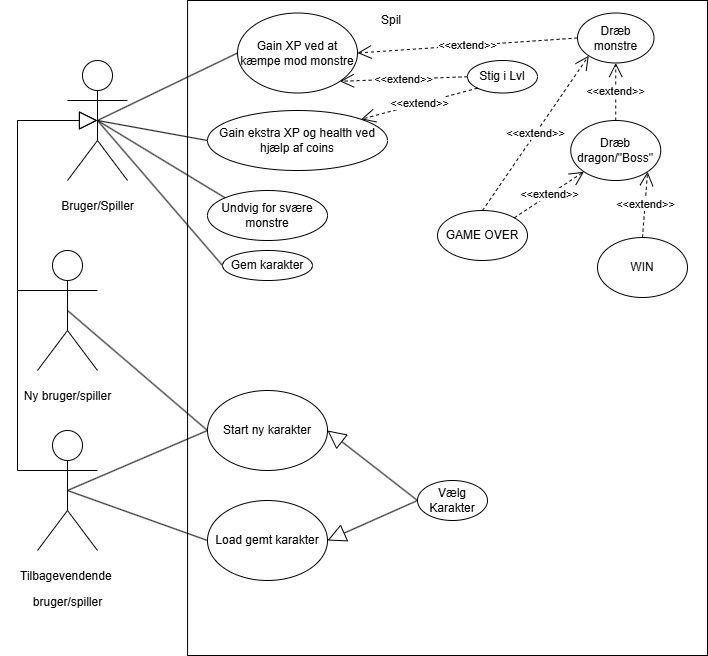 Spil
Gain XP ved at
kæmpe mod monstre
<<extend>>
Dræb
monstre
<<extend>>
Stig i Lvl
<<extend>>
<<extend>>
Gain ekstra XP og health ved
hjælp af coins
<<extend>>
Dræb
dragon/"Boss"
<<extend>>
<<extend>>
Bruger/Spiller
Undvig for svære
monstre
GAME OVER
Gem karakter
WIN
Ny bruger/spiller
Start ny karakter
Vælg
Karakter
Load gemt karakter
Tilbagevendende
bruger/spiller